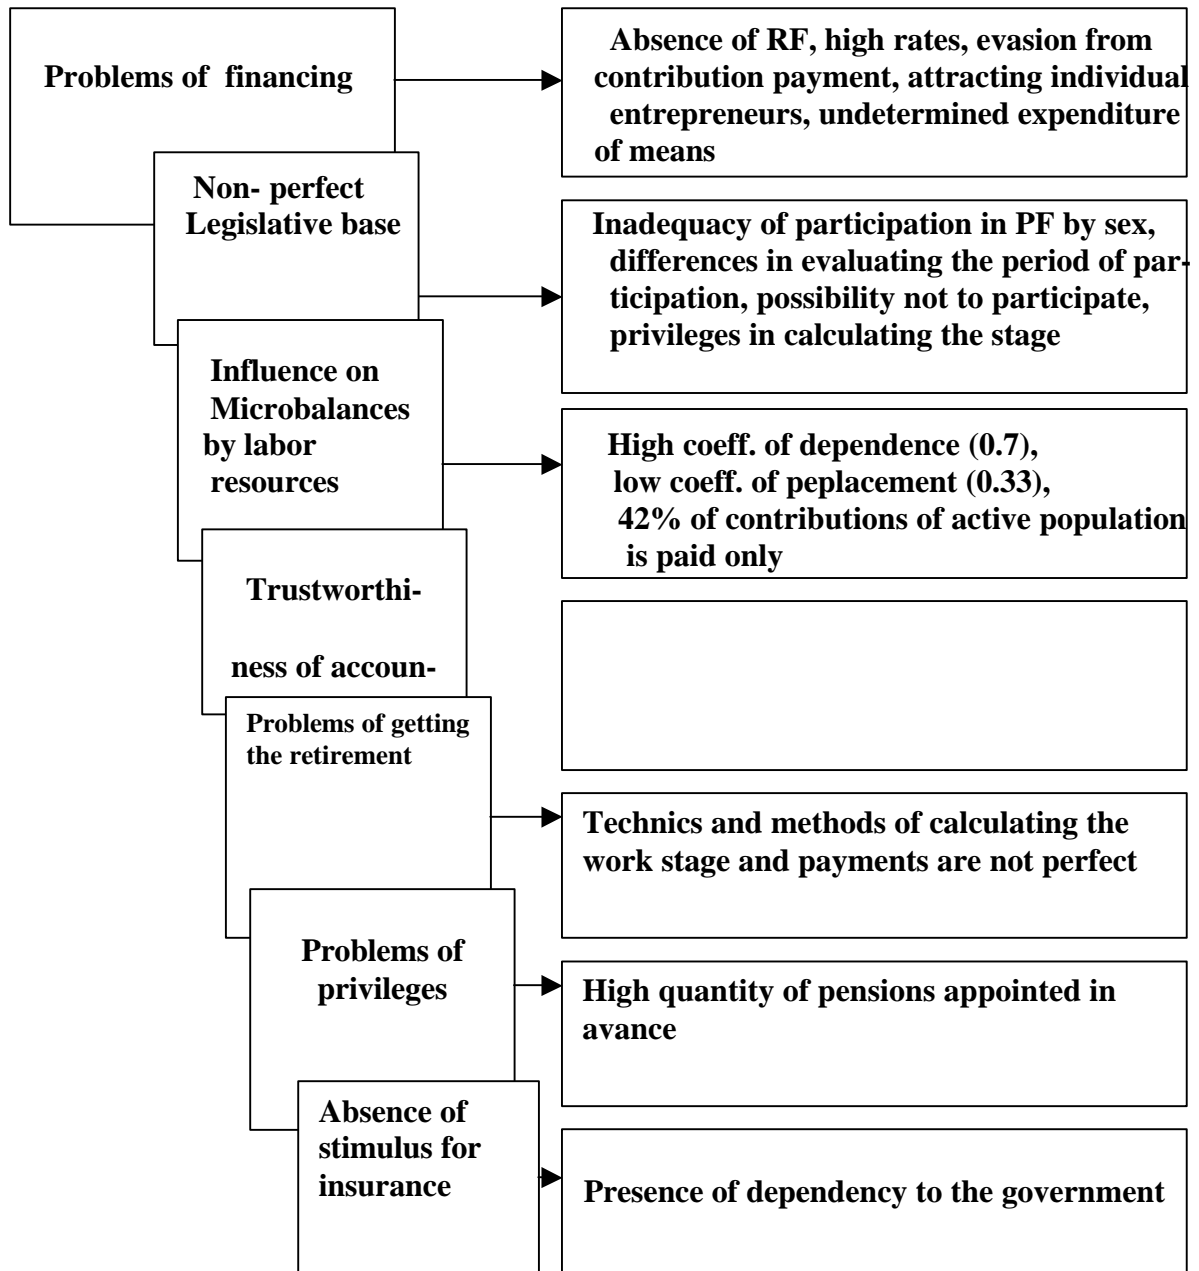 Problems of financing
Absence of RF, high rates, evasion from
contribution payment, attracting individual
entrepreneurs, undetermined expenditure
of means
Non- perfect
Legislative base
Inadequacy of participation in PF by sex,
differences in evaluating the period of par-
ticipation, possibility not to participate,
privileges in calculating the stage
Influence on
Microbalances
by labor
resources
High coeff. of dependence (0.7),
low coeff. of peplacement (0.33),
42% of contributions of active population
is paid only
Trustworthi-
ness of accoun-
Problems of getting
the retirement
Technics and methods of calculating the
work stage and payments are not perfect
Problems of
privileges
High quantity of pensions appointed in
avance
Absence of
stimulus for
insurance
Presence of dependency to the government